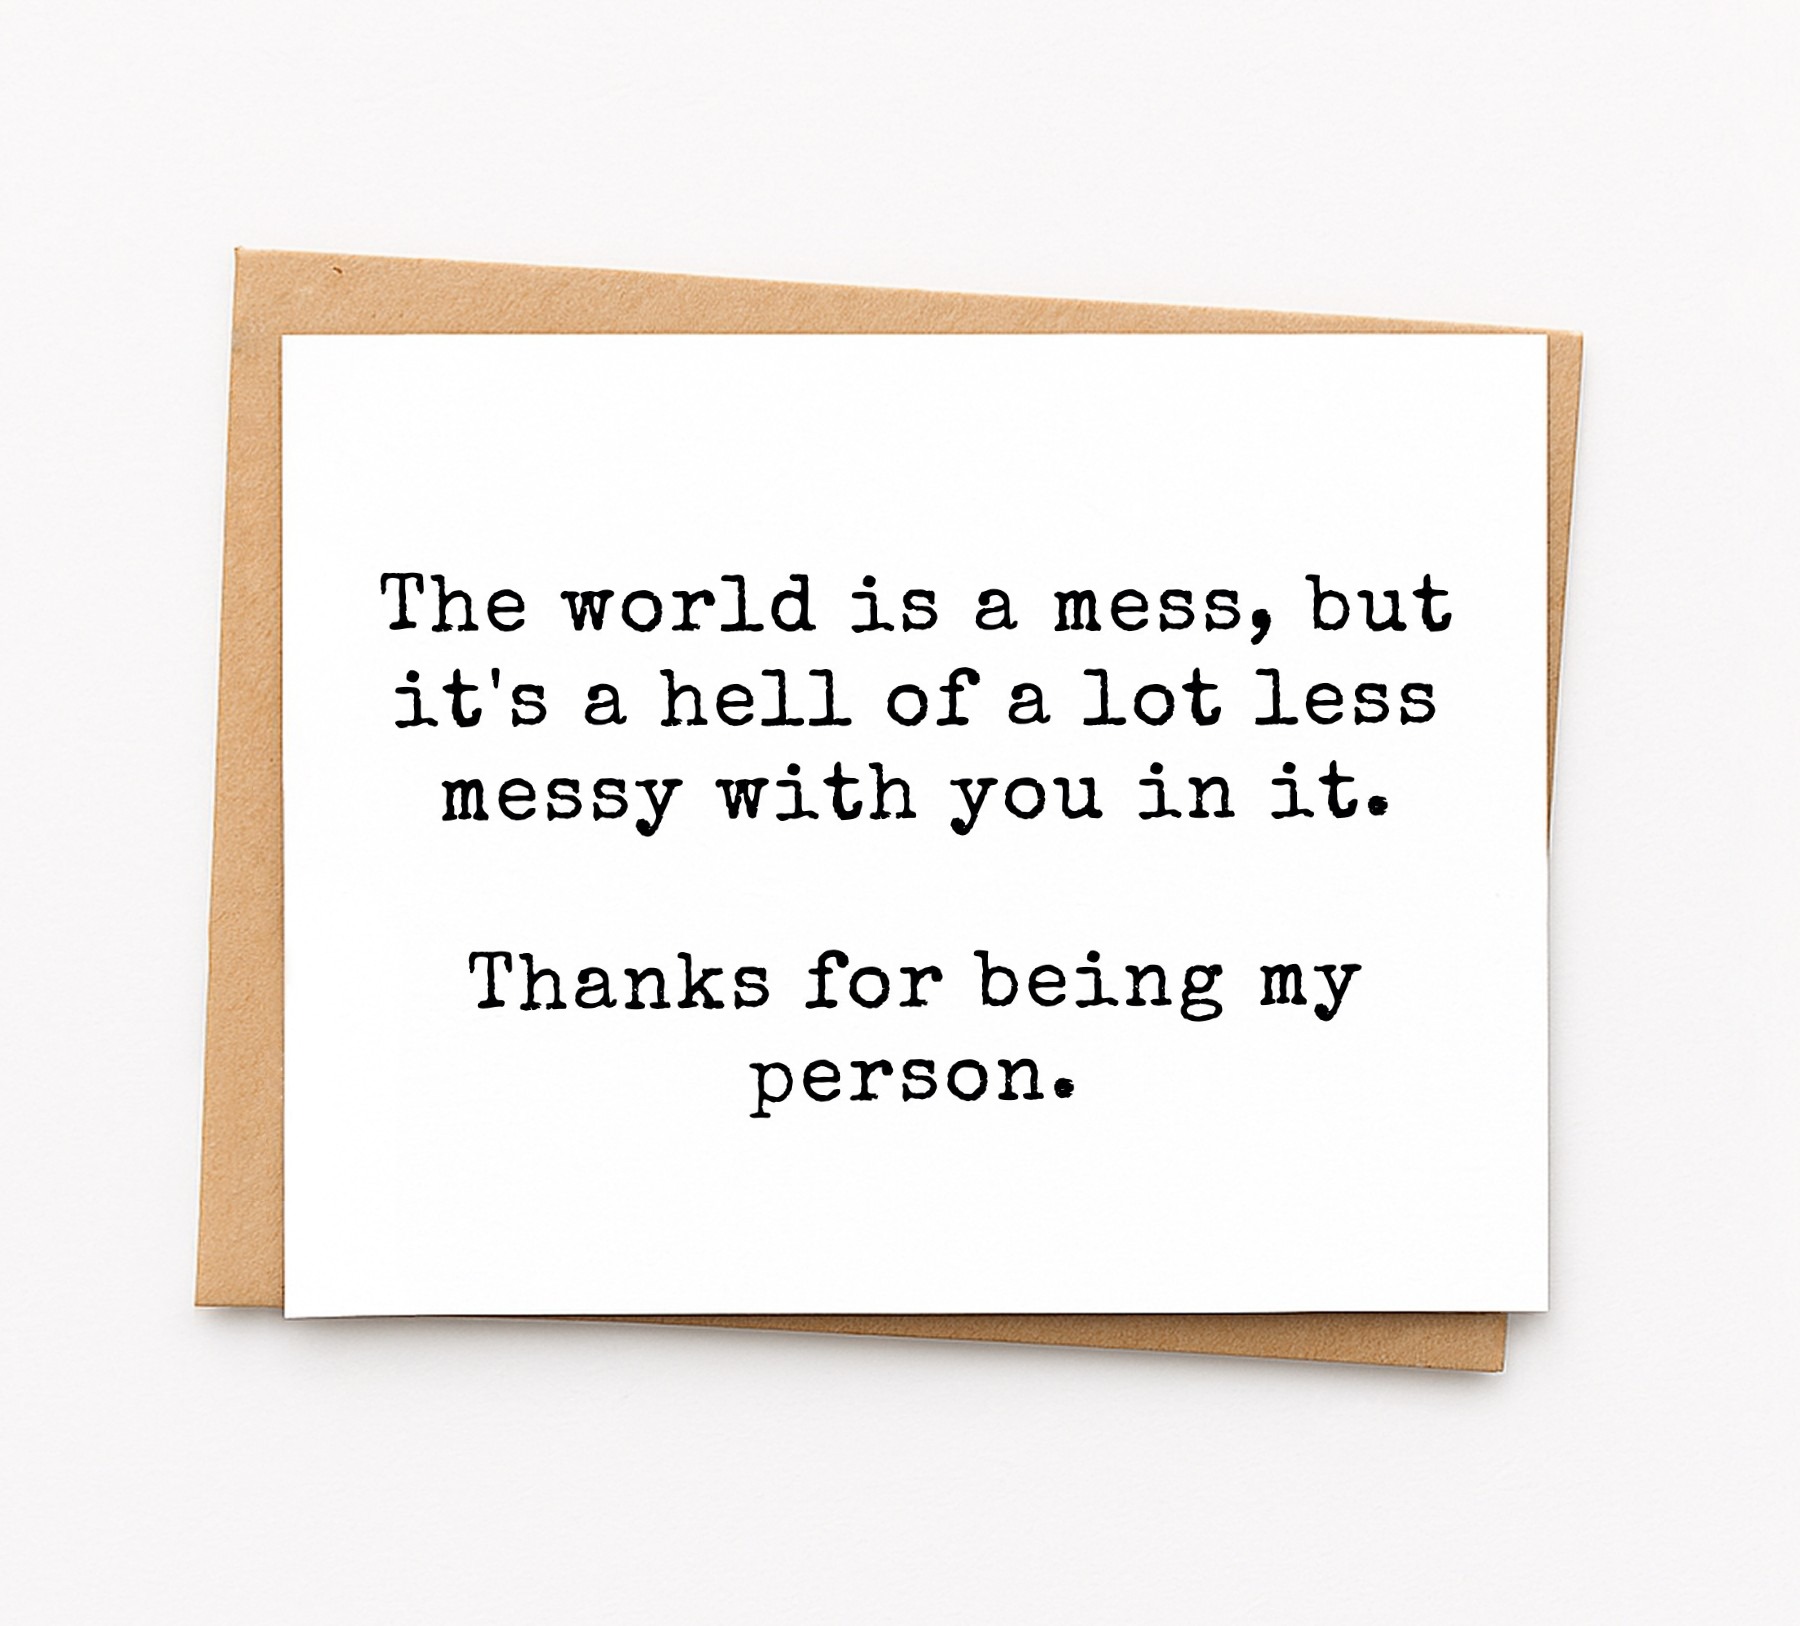 The world is a mess, but
it's a hell of a lot less
messy with you in it.
Thanks for being my
person.